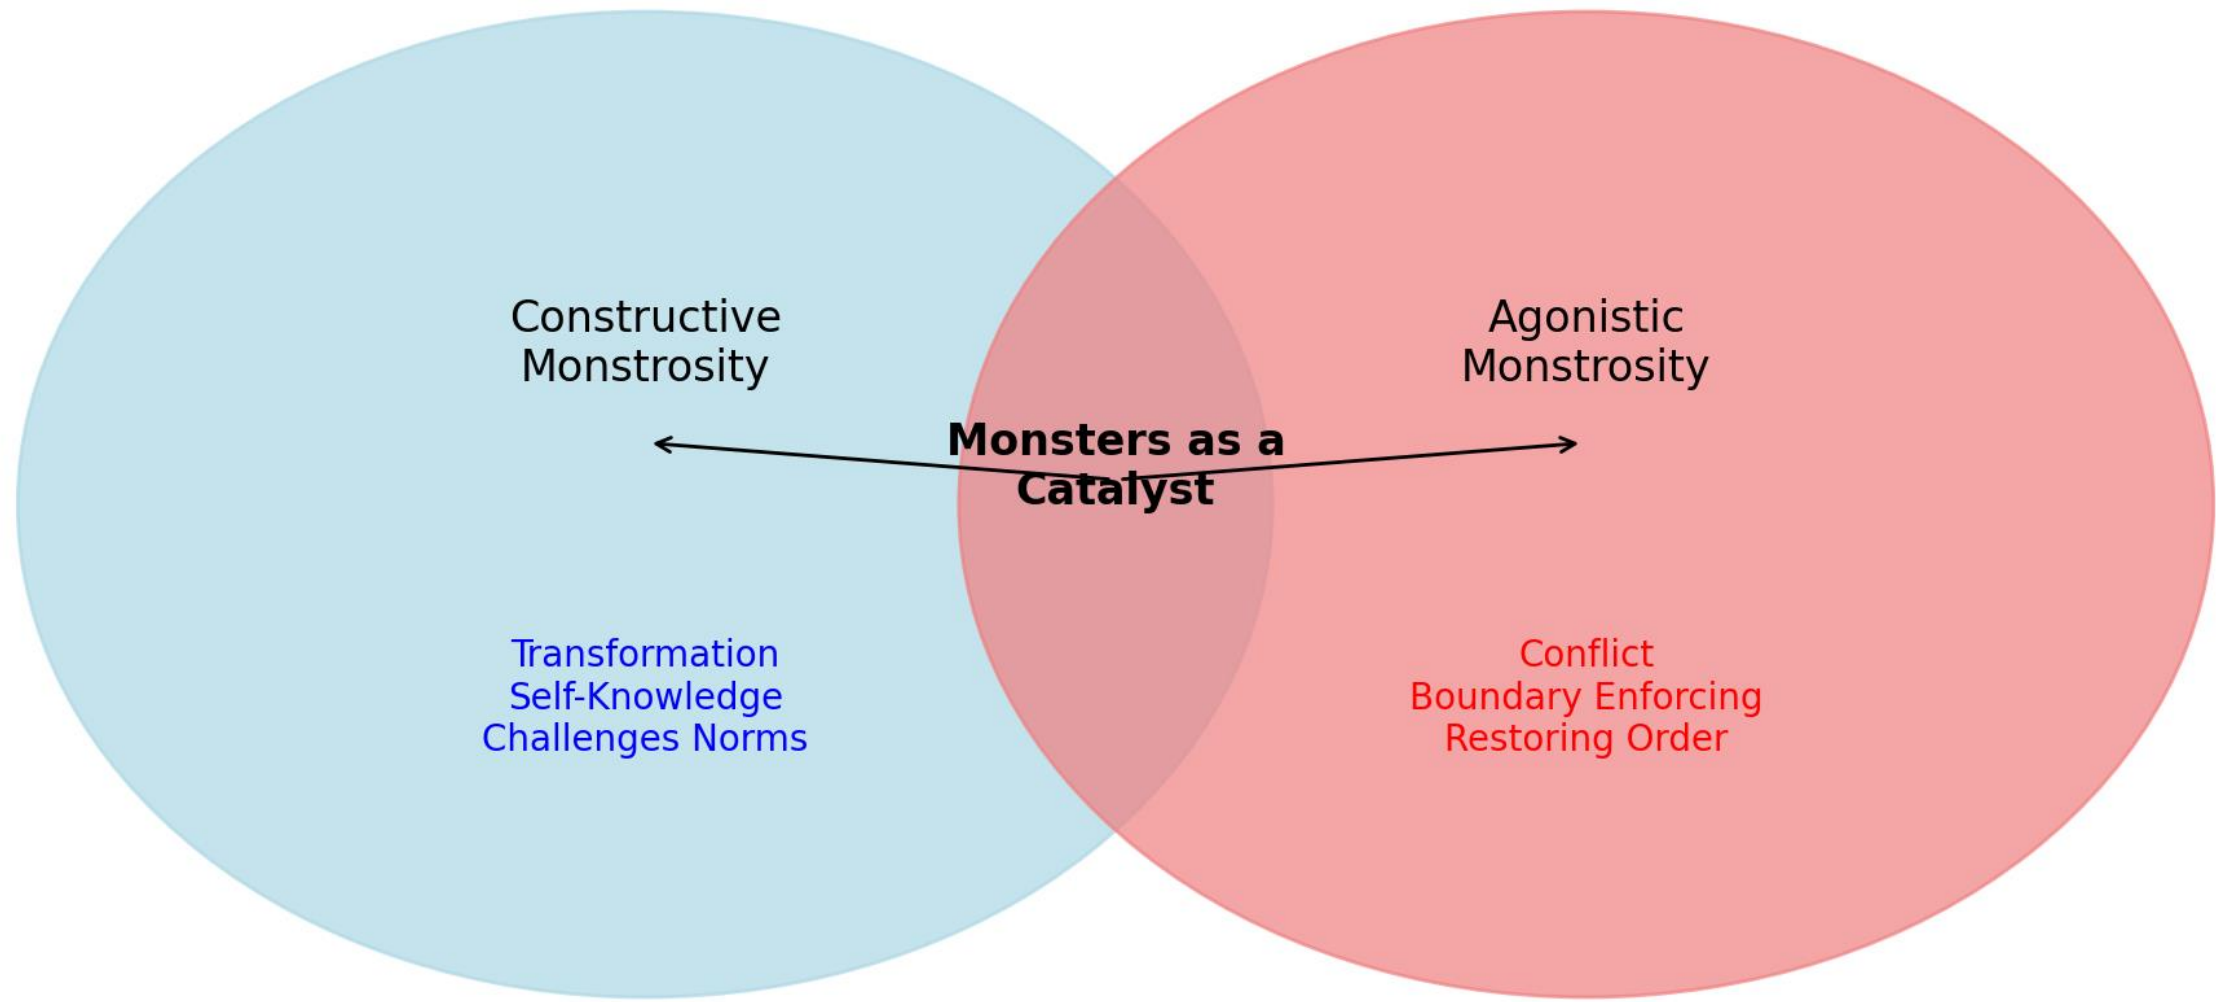 Constructive
Monstrosity
Agonistic
Monstrosity
Monsters as a
Catalyst
Transformation
Self-Knowledge
Challenges Norms
Conflict
Boundary Enforcing
Restoring Order